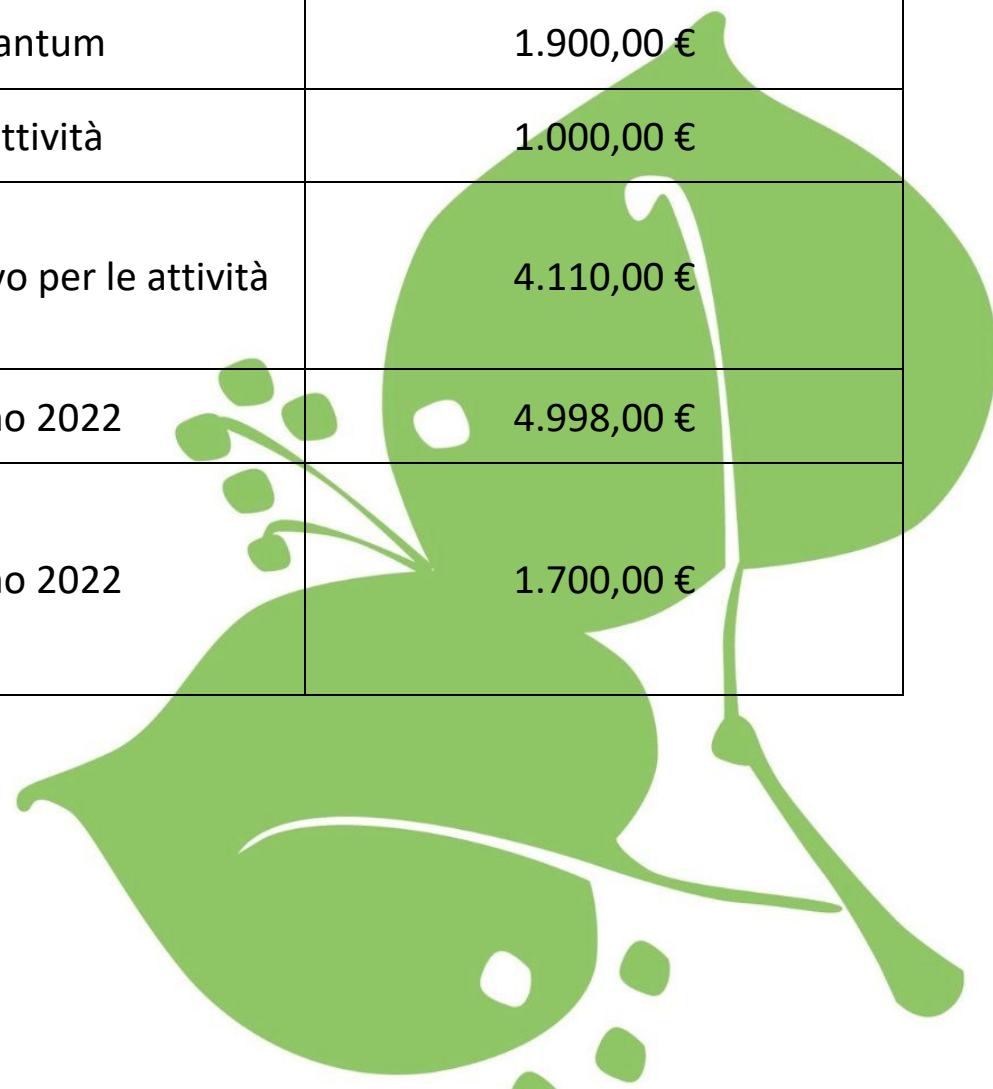 antum 1.900,00 €
ttività 1.000,00 €
vo per le attività 4.110,00 €
no 2022 4.998,00 €
no 2022 1.700,00 €